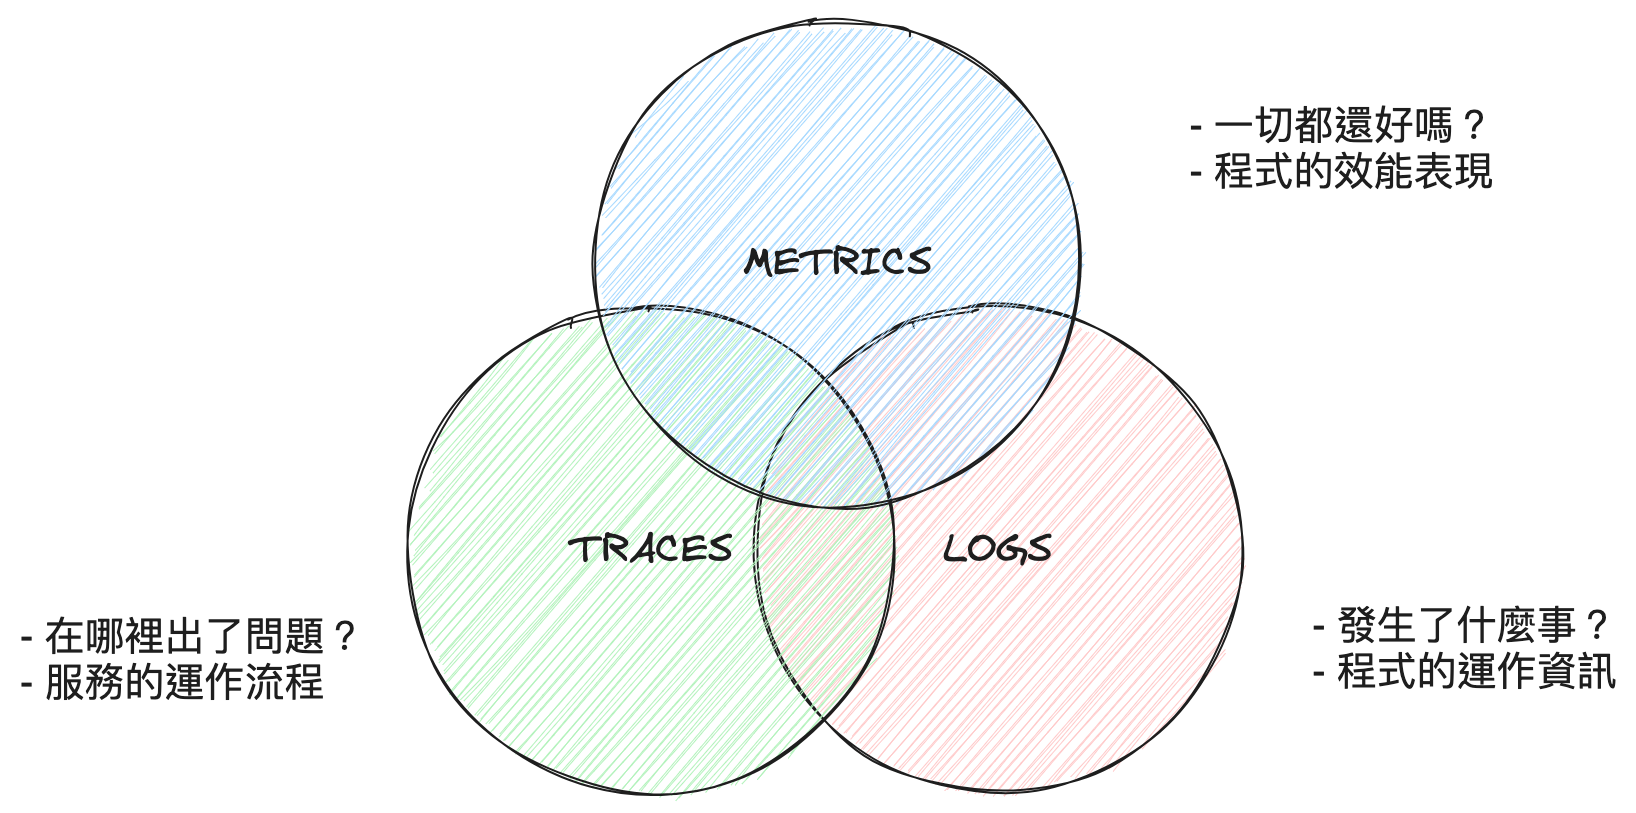 - 一切都還好嗎？
- 程式的效能表現
METRICS
TRACES
LOGS
- 在哪裡出了問題？
- 服務的運作流程
- 發生了什麼事？
- 程式的運作資訊